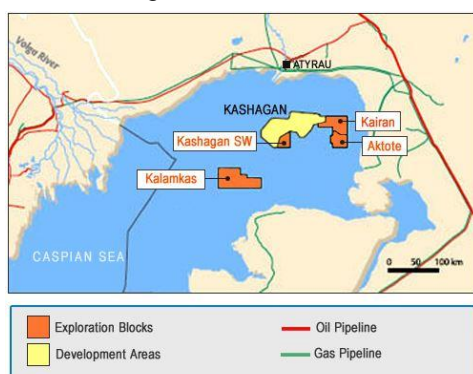 Volga River
ATYRAU
KASHAGAN
Kairan
Kashagan SW
Aktote
Kalamkas
CASPIAN SEA
0 50 100 km
Exploration Blocks
Oil Pipeline
Development Areas
Gas Pipeline